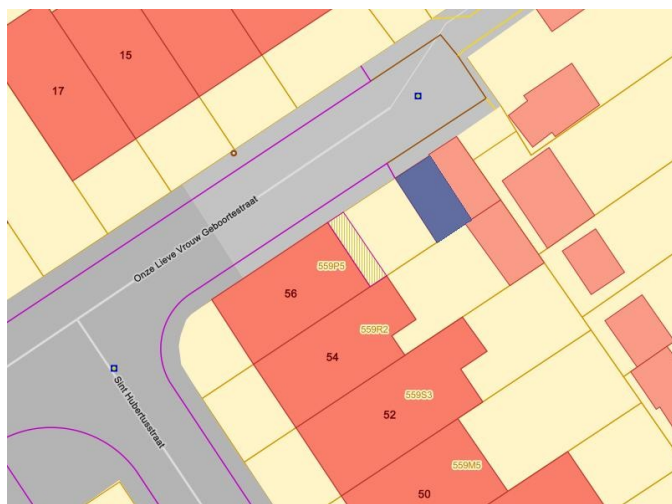 15
17
Onze Lieve Vrouw Geboortestraat
559P5
56
559R2
54
Sint Hubertusstraat
559S3
52
559M5
50